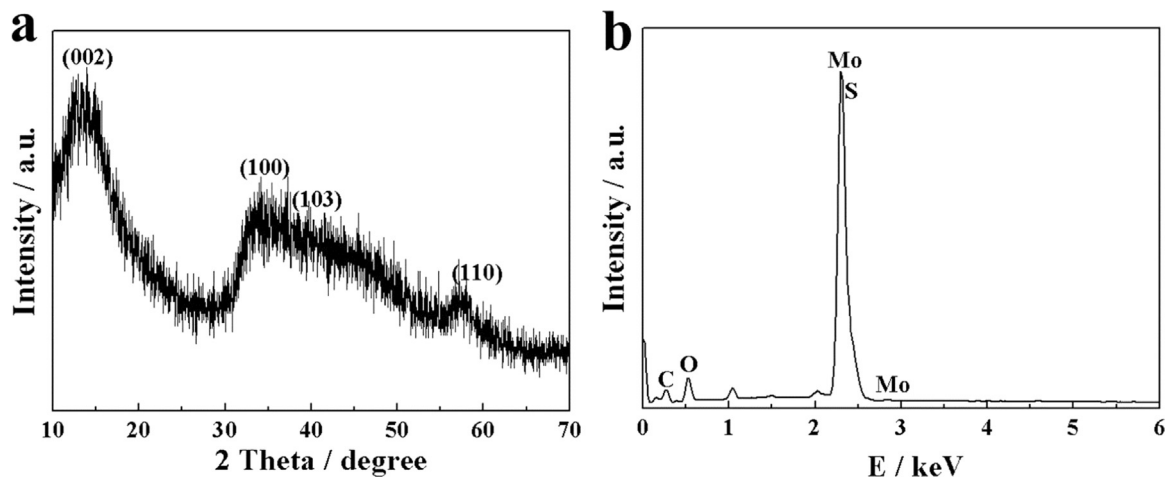 a
(002)
(100)
(103)
(110)
Intensity / a.u.
10 20 30 40 50 60 70
2 Theta / degree
b
Mo
S
C
O
Mo
Intensity / a.u.
0 1 2 3 4 5 6
E / keV